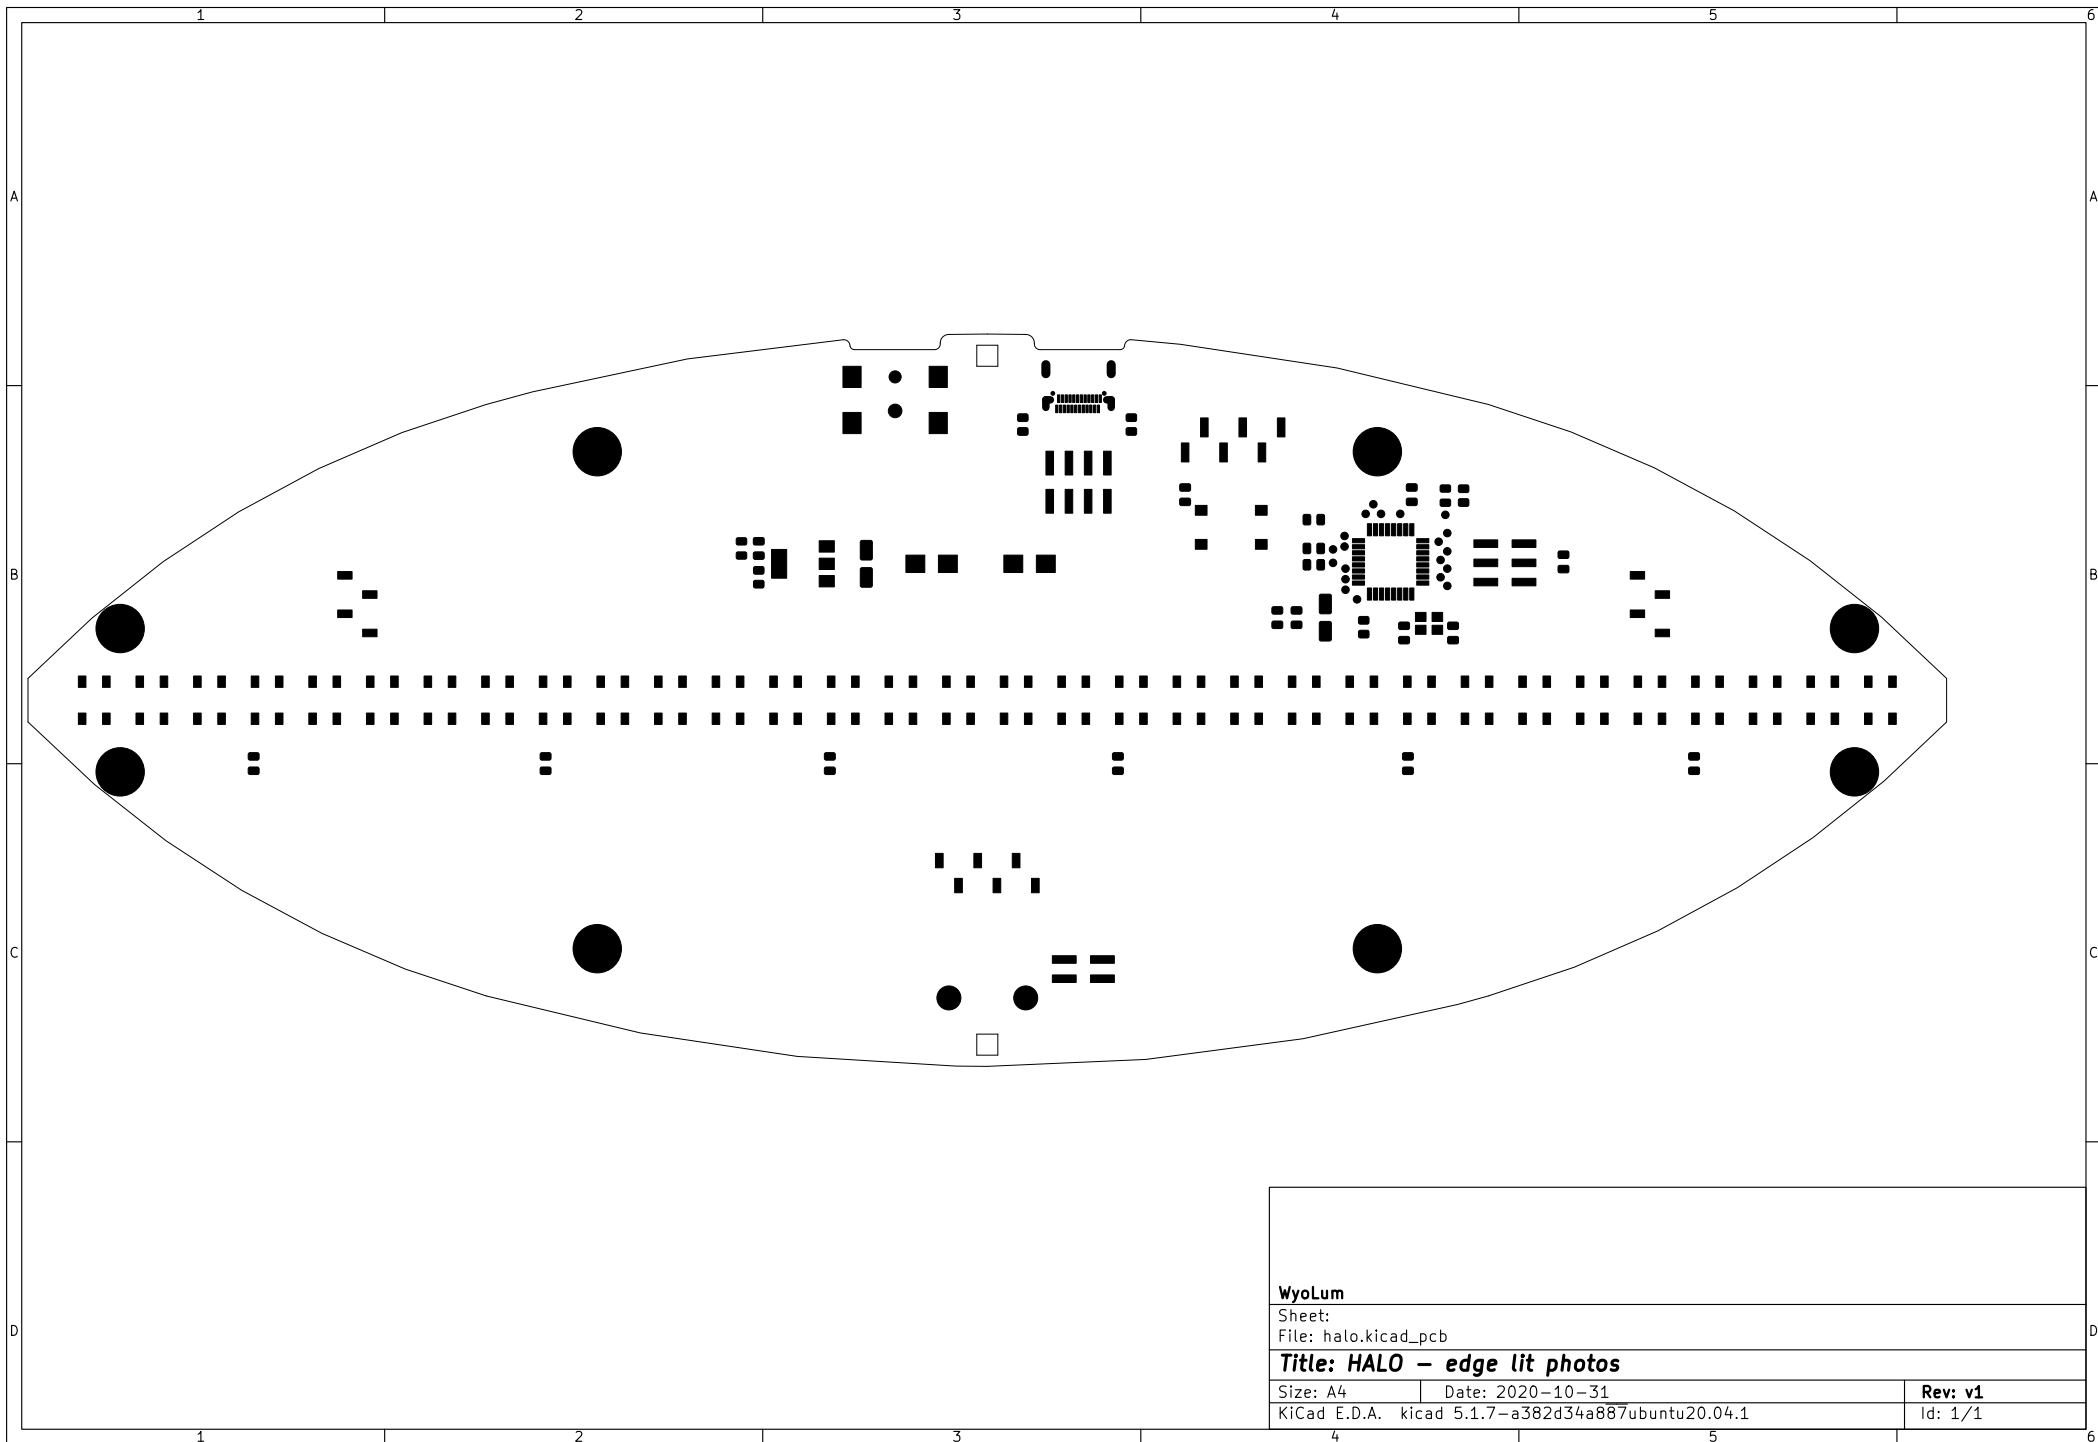 1 2 3 4 5 6
A A
B B
C C
WyoLum
Sheet:
D D
File: halo.kicad_pcb
Title: HALO – edge lit photos
Size: A4 Date: 2020-10-31 Rev: v1
KiCad E.D.A. kicad 5.1.7-a382d34a887ubuntu20.04.1 Id: 1/1
1 2 3 4 5 6